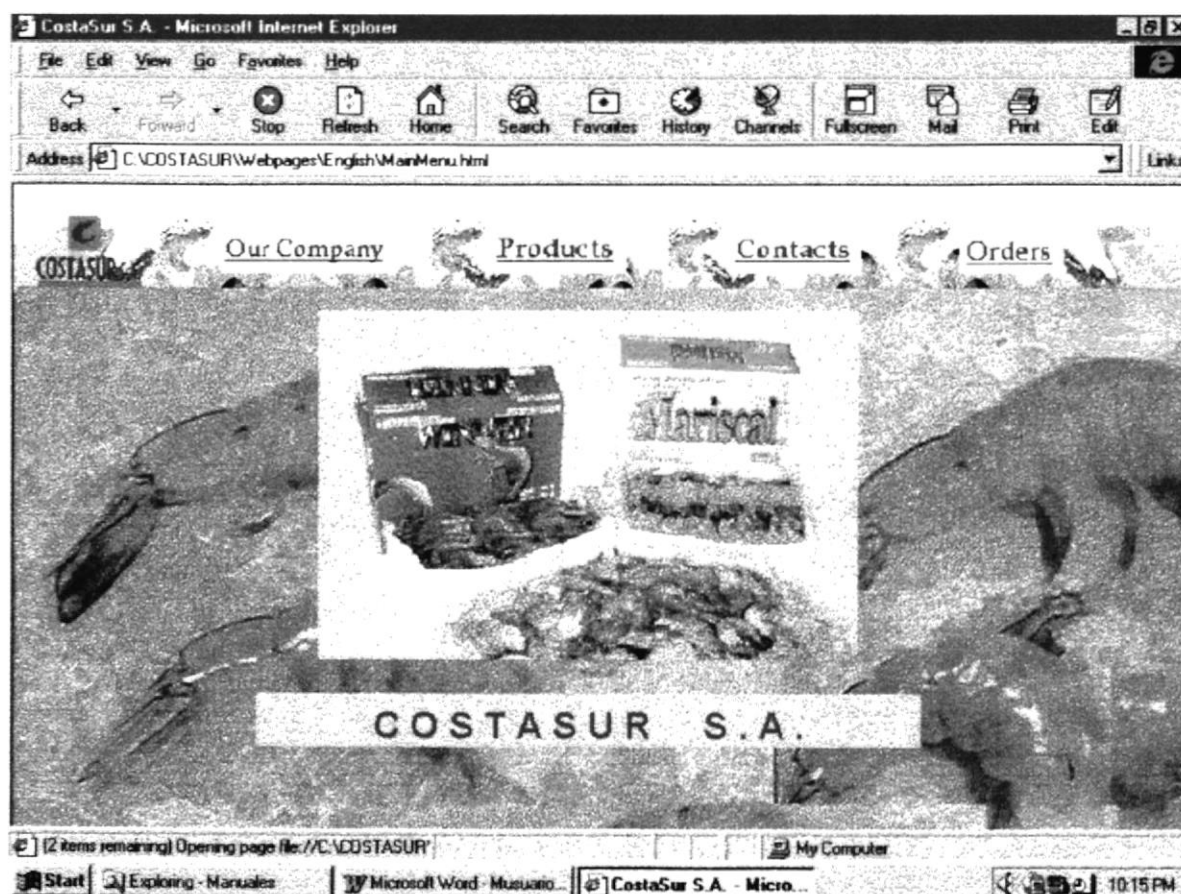 CostaSur S.A. - Microsoft Internet Explorer
File Edit View Go Favorites Help
Back Forward Stop Refresh Home Search Favorites History Channels Fullscreen Mail Print Edit
Address C:\COSTASUR\Webpages\English\MainMenu.html Links
COSTASUR Our Company Products Contacts Orders
Mariscal
COSTASUR S.A.
(2 items remaining) Opening page file://C:\COSTASUR\ My Computer
Start Exploring - Manuales Microsoft Word - Musuario... CostaSur S.A. - Micro... 10:15 PM